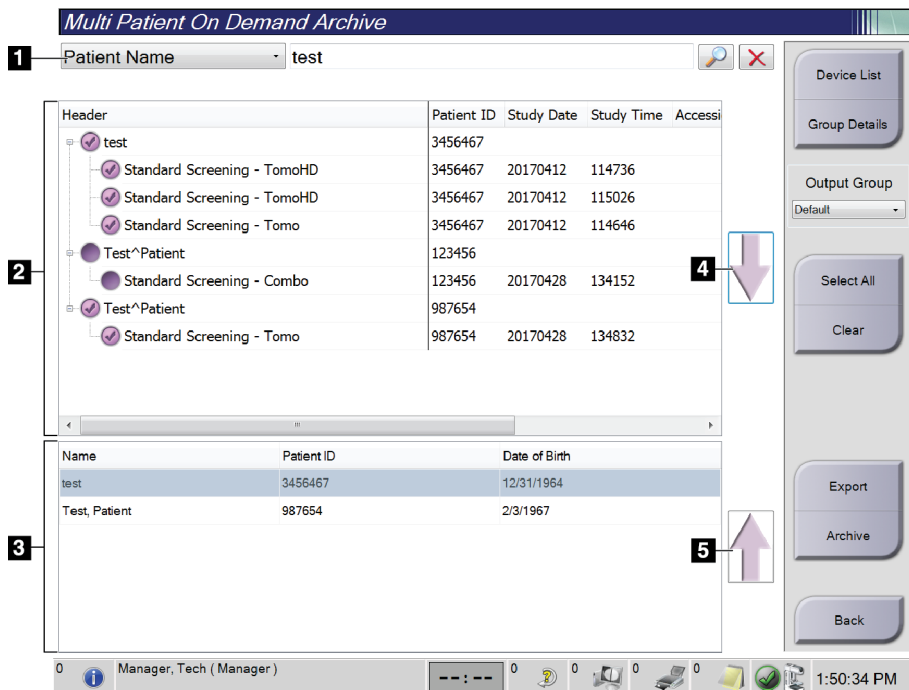 Multi Patient On Demand Archive
1
Patient Name
test
Device List
Group Details
Output Group
Default
Select All
Clear
Export
Archive
Back
2
Header Patient ID Study Date Study Time Accessi
test 3456467
Standard Screening - TomoHD 3456467 20170412 114736
Standard Screening - TomoHD 3456467 20170412 115026
Standard Screening - Tomo 3456467 20170412 114646
Test^Patient 123456
Standard Screening - Combo 123456 20170428 134152
Test^Patient 987654
Standard Screening - Tomo 987654 20170428 134832
4
3
Name Patient ID Date of Birth
test 3456467 12/31/1964
Test, Patient 987654 2/3/1967
5
0 Manager, Tech ( Manager ) --:-- 0 0 0 0 1:50:34 PM